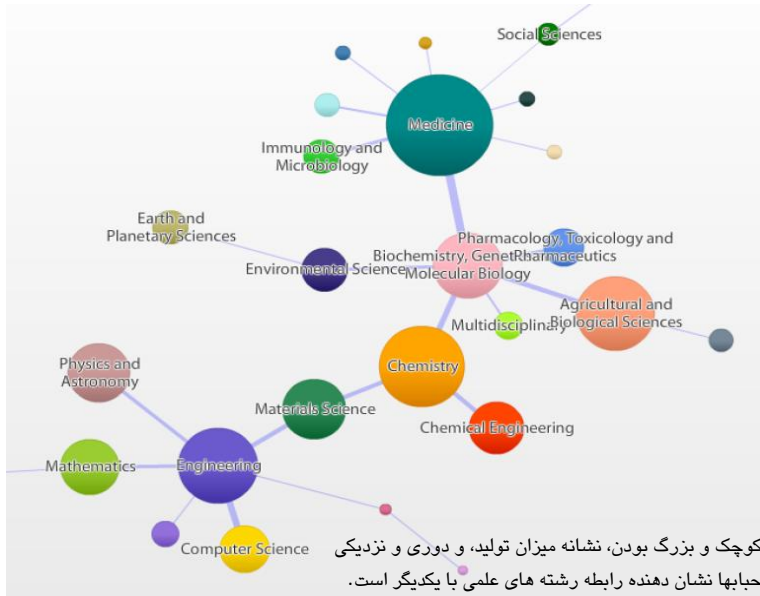 Social Sciences
Medicine
Immunology and
Microbiology
Earth and
Planetary Sciences
Pharmacology, Toxicology and
Pharmaceutics
Biochemistry, Genet
Molecular Biology
Environmental Science
Agricultural and
Biological Sciences
Multidisciplinary
Physics and
Astronomy
Chemistry
Materials Science
Chemical Engineering
Mathematics
Engineering
Computer Science
کوچک و بزرگ بودن، نشانه میزان تولید، و دوری و نزدیکی
حبابها نشان دهنده رابطه رشته های علمی با یکدیگر است.